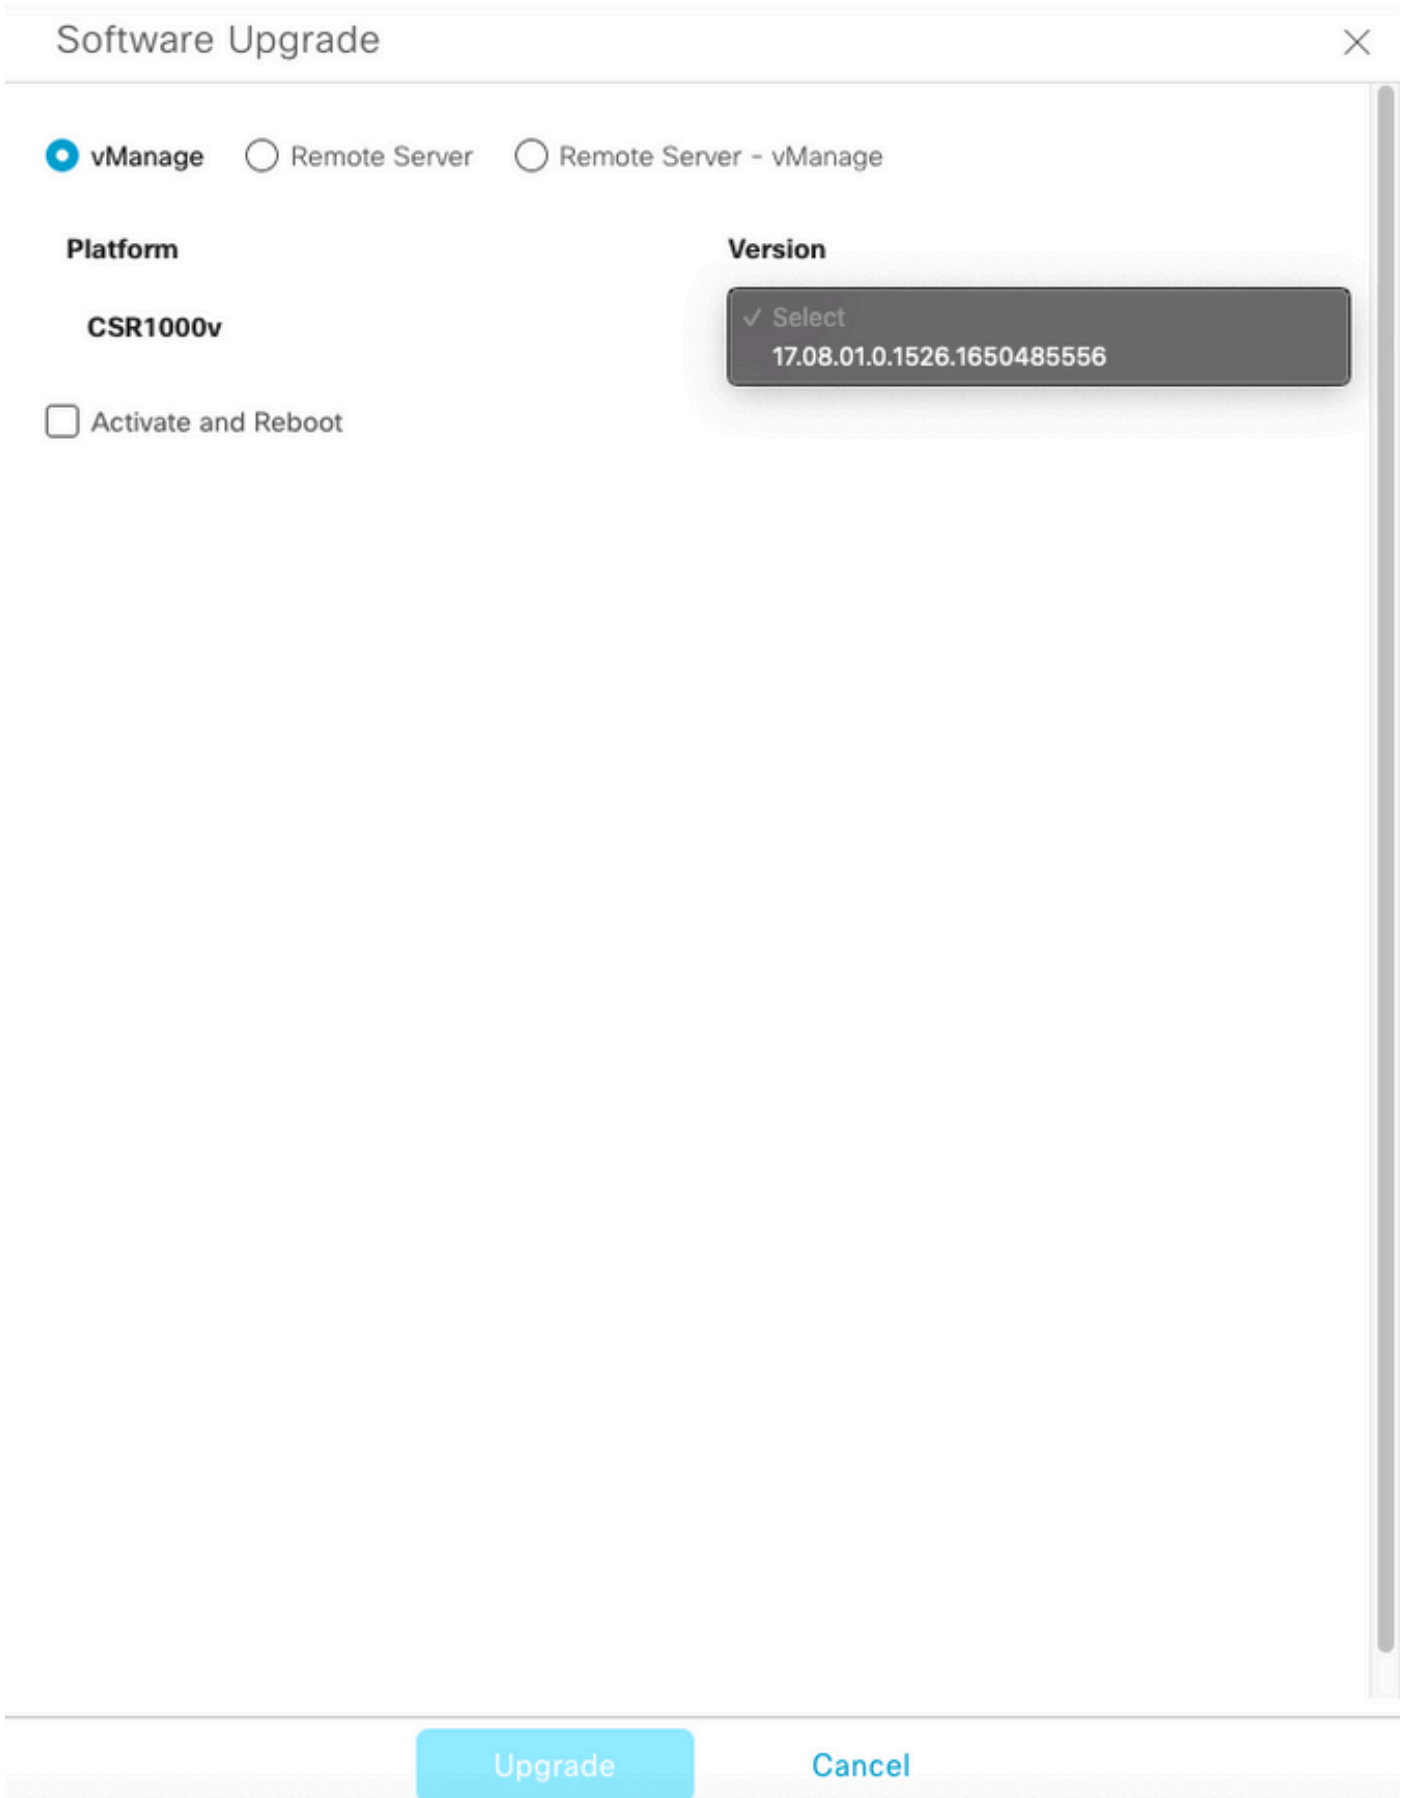 Software Upgrade
vManage Remote Server Remote Server - vManage
Platform Version
CSR1000v
✓ Select
17.08.01.0.1526.1650485556
Activate and Reboot
Upgrade Cancel